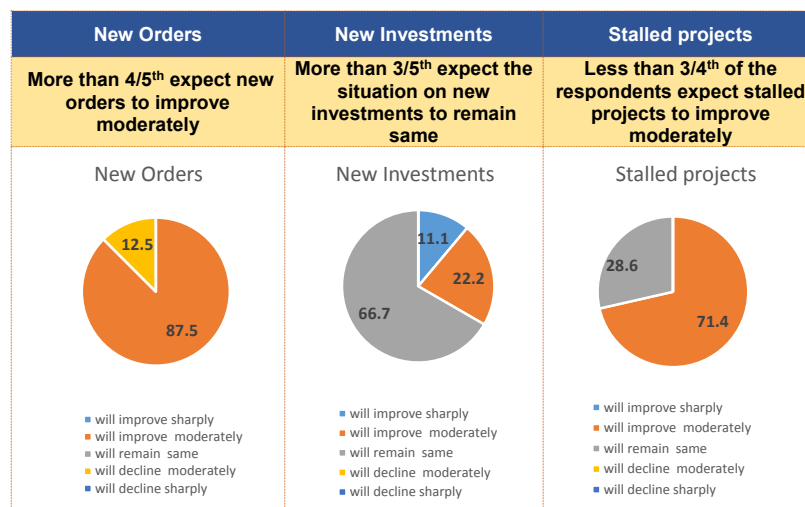 New Orders
New Investments
Stalled projects
More than 4/5th expect new
orders to improve
moderately
More than 3/5th expect the
situation on new
investments to remain
same
Less than 3/4th of the
respondents expect stalled
projects to improve
moderately
New Orders
12.5
87.5
will improve sharply
will improve moderately
will remain same
will decline moderately
will decline sharply
New Investments
11.1
22.2
66.7
will improve sharply
will improve moderately
will remain same
will decline moderately
will decline sharply
Stalled projects
28.6
71.4
will improve sharply
will improve moderately
will remain same
will decline moderately
will decline sharply